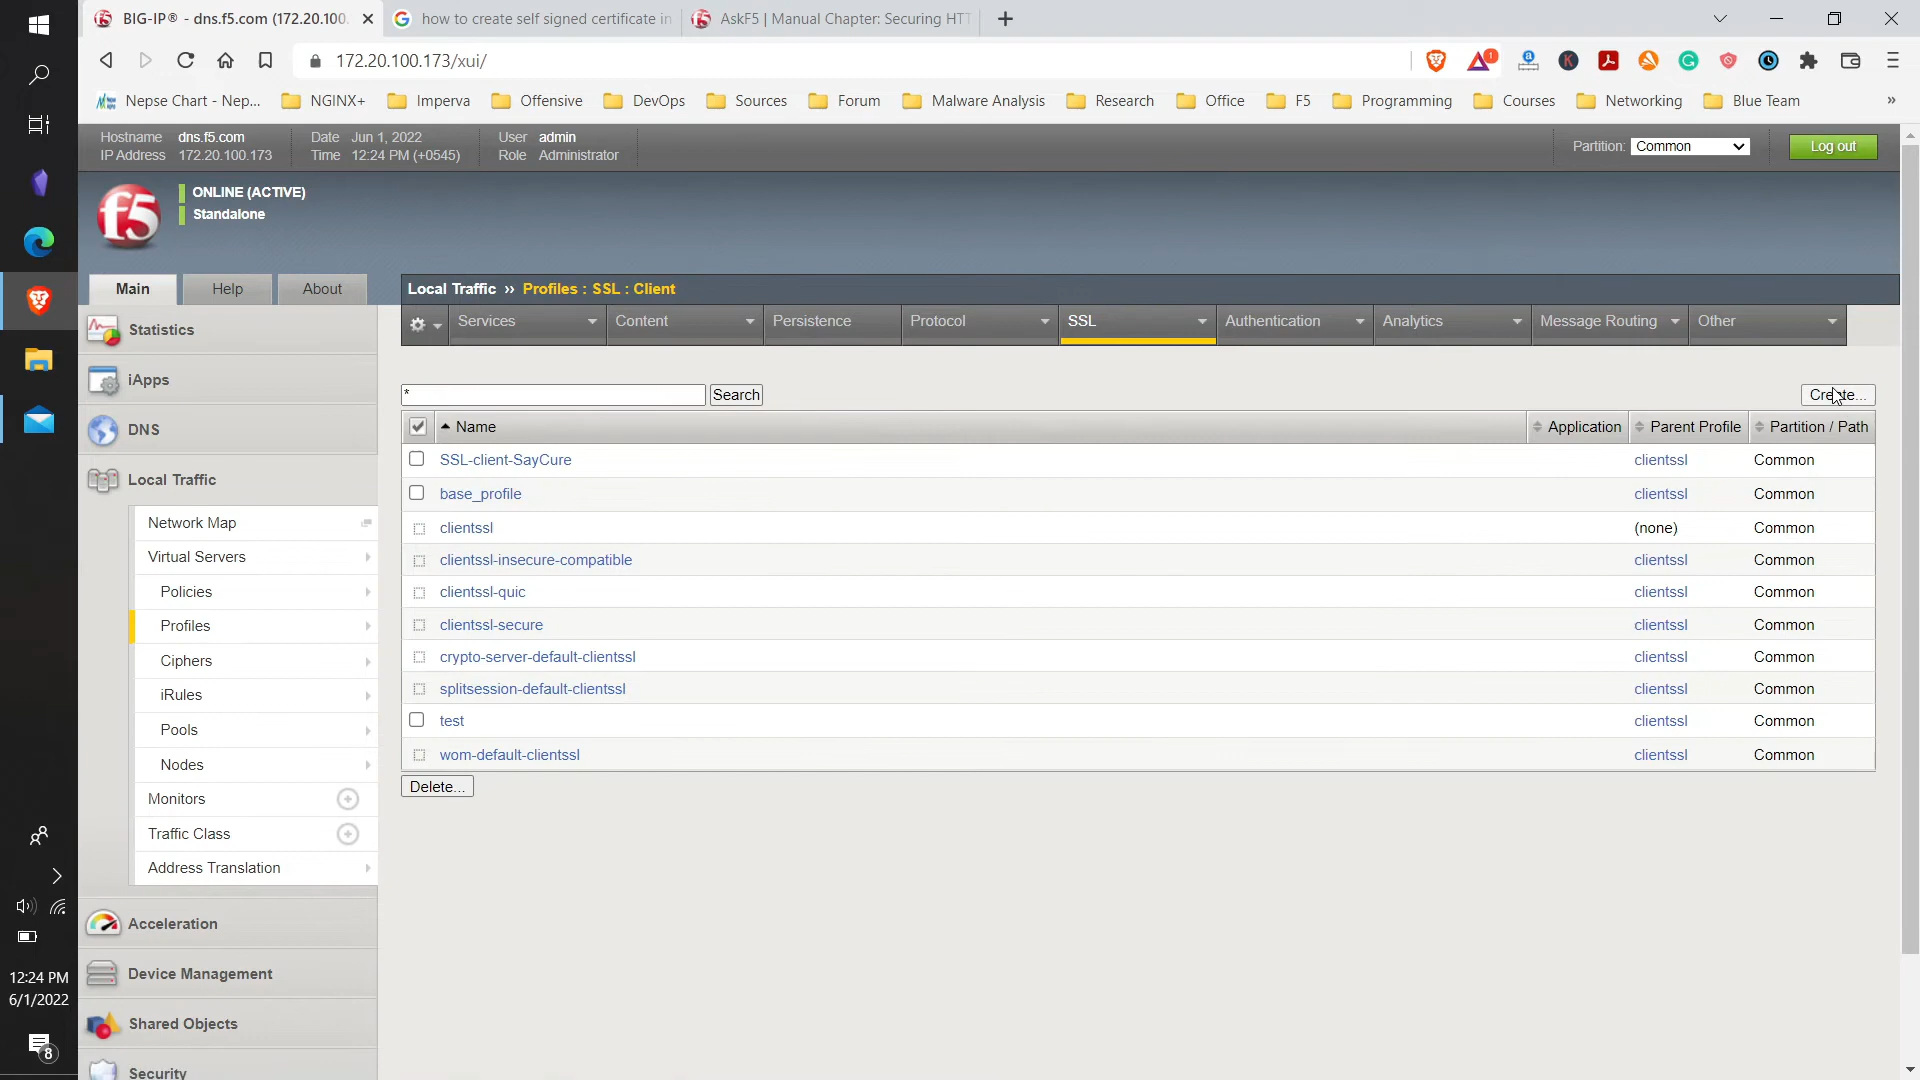 BIG-IP® - dns.f5.com (172.20.100.
how to create self signed certificate in
AskF5 | Manual Chapter: Securing HTT
172.20.100.173/xui/
1
Nepse Chart - Nep...
NGINX+
Imperva
Offensive
DevOps
Sources
Forum
Malware Analysis
Research
Office
F5
Programming
Courses
Networking
Blue Team
»
Hostname dns.f5.com
IP Address 172.20.100.173
Date Jun 1, 2022
Time 12:24 PM (+0545)
User admin
Role Administrator
Partition: Common
Log out
f5
ONLINE (ACTIVE)
Standalone
Main
Help
About
Local Traffic ›› Profiles : SSL : Client
Services
Content
Persistence
Protocol
SSL
Authentication
Analytics
Message Routing
Other
Statistics
iApps
DNS
Local Traffic
Network Map
Virtual Servers
Policies
Profiles
Ciphers
iRules
Pools
Nodes
Monitors
Traffic Class
Address Translation
Acceleration
Device Management
Shared Objects
Security
* Search
Create...
Name Application Parent Profile Partition / Path
SSL-client-SayCure clientssl Common
base_profile clientssl Common
clientssl (none) Common
clientssl-insecure-compatible clientssl Common
clientssl-quic clientssl Common
clientssl-secure clientssl Common
crypto-server-default-clientssl clientssl Common
splitsession-default-clientssl clientssl Common
test clientssl Common
wom-default-clientssl clientssl Common
Delete...
12:24 PM
6/1/2022
8